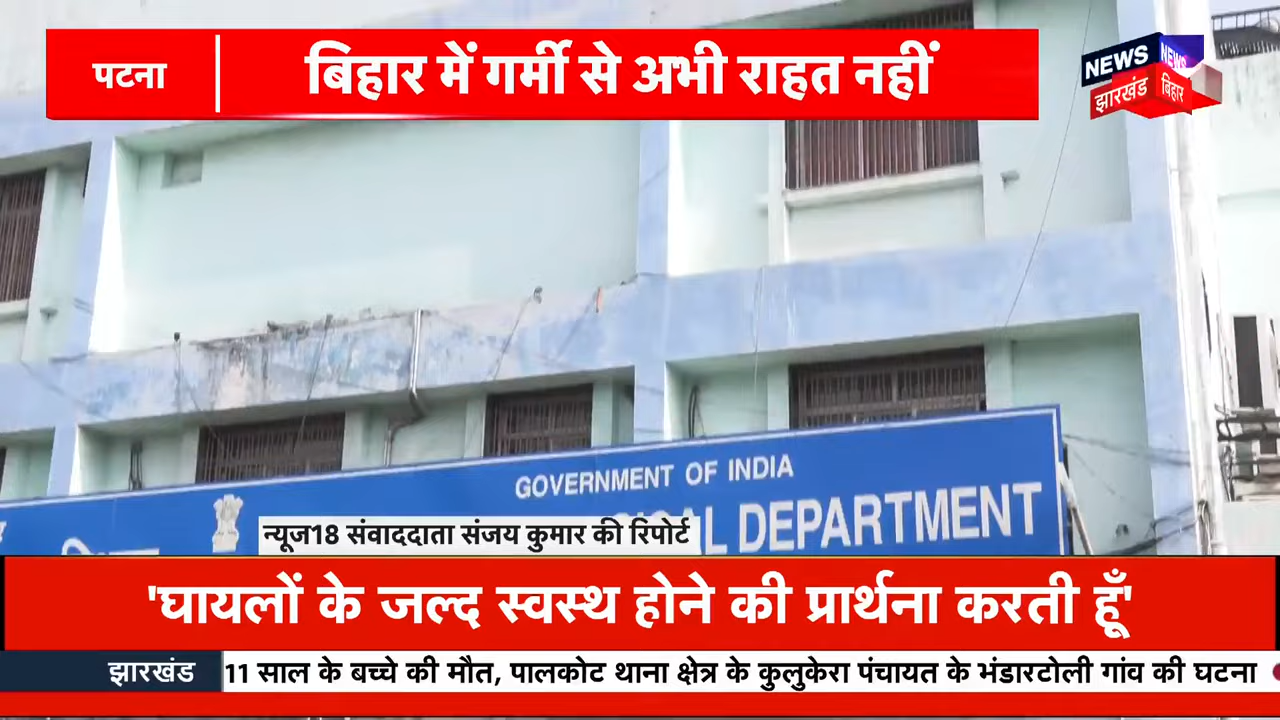 पटना
बिहार में गर्मी से अभी राहत नहीं
NEWS
झारखंड
NEWS
बिहार
GOVERNMENT OF INDIA
DEPARTMENT
न्यूज18 संवाददाता संजय कुमार की रिपोर्ट
'घायलों के जल्द स्वस्थ होने की प्रार्थना करती हूँ'
झारखंड
11 साल के बच्चे की मौत, पालकोट थाना क्षेत्र के कुलुकेरा पंचायत के भंडारटोली गांव की घटना